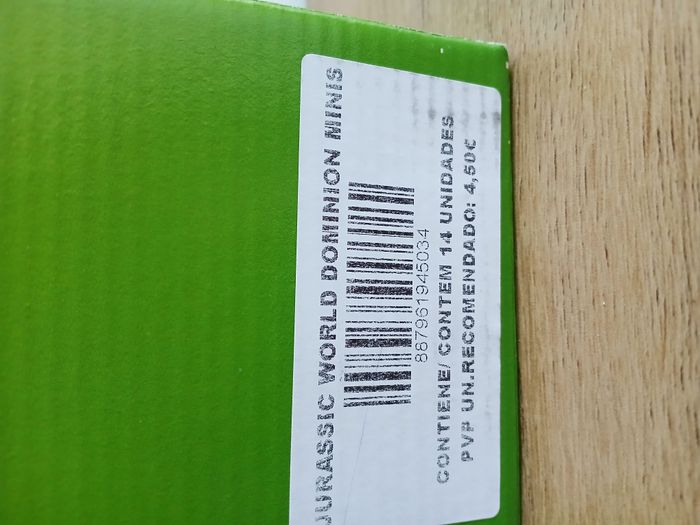 JURASSIC WORLD DOMINION MINIS
887961945034
CONTIENE/ CONTEM 14 UNIDADES
PVP UN.RECOMENDADO: 4,50€